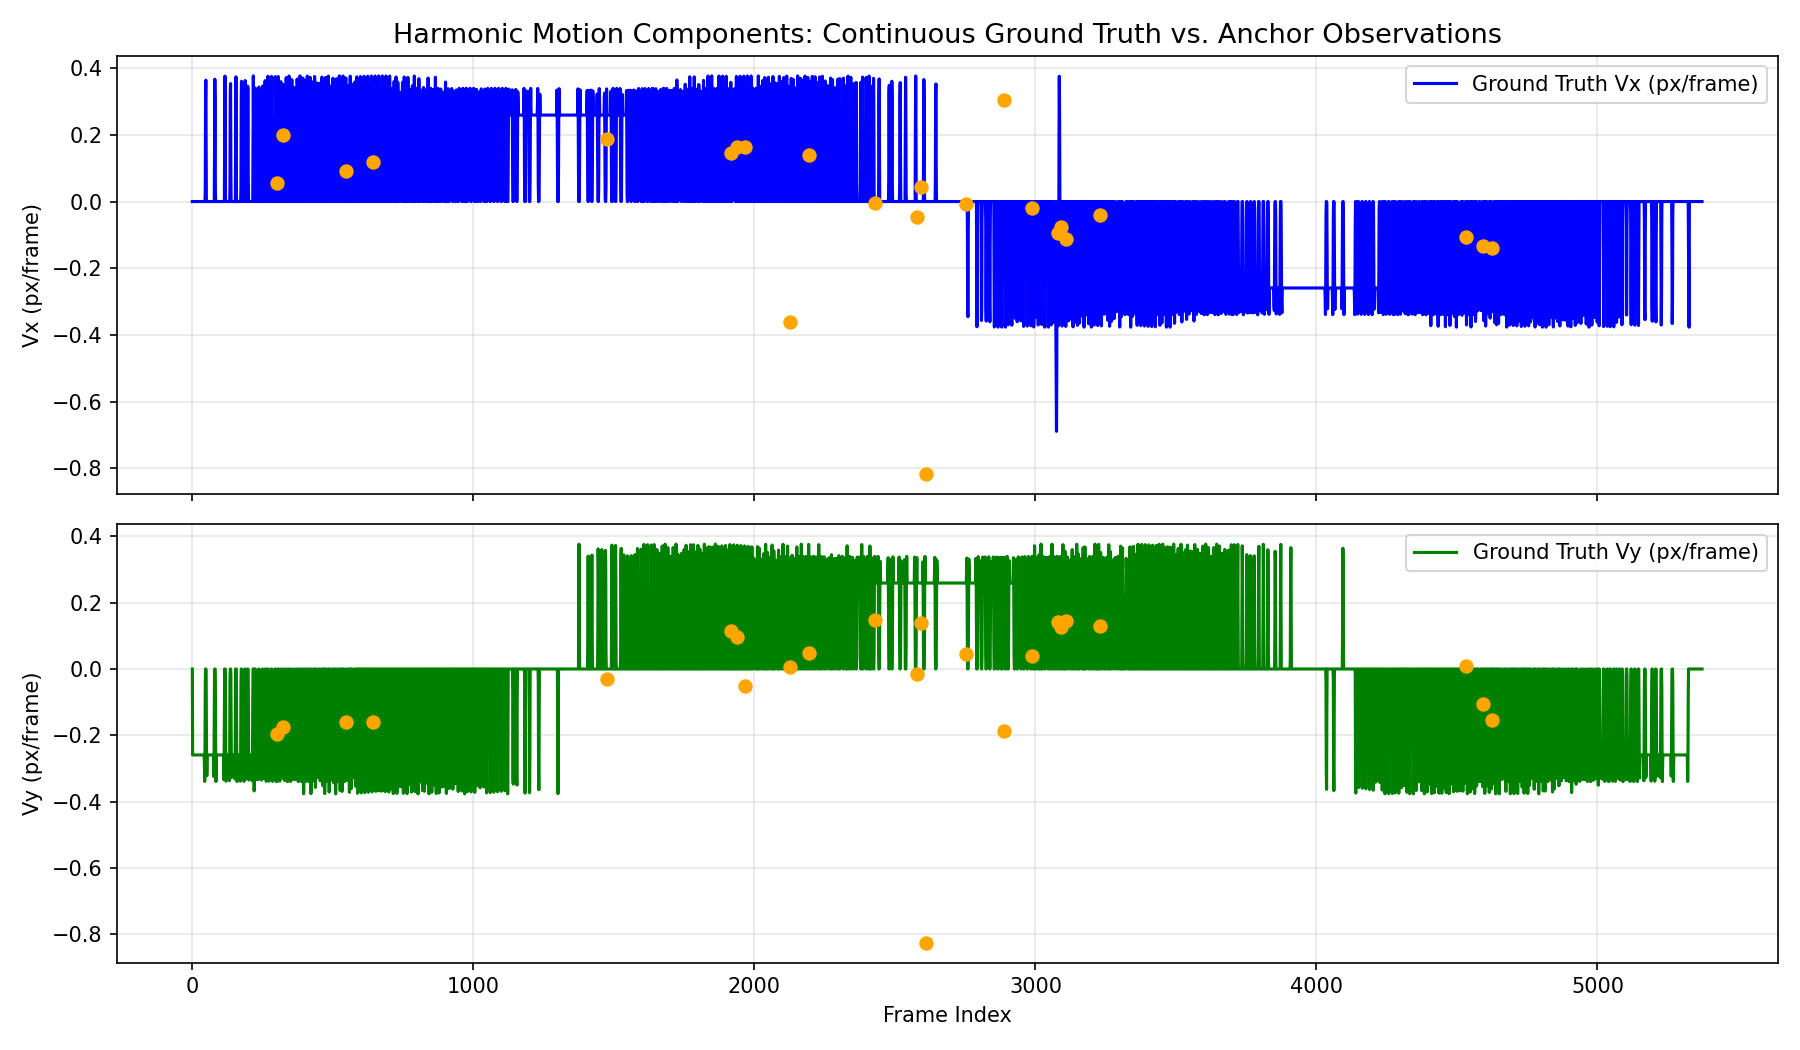 Harmonic Motion Components: Continuous Ground Truth vs. Anchor Observations
0.4
0.2
0.0
−0.2
−0.4
−0.6
−0.8
Vx (px/frame)
Ground Truth Vx (px/frame)
0.4
0.2
0.0
−0.2
−0.4
−0.6
−0.8
Vy (px/frame)
Ground Truth Vy (px/frame)
0 1000 2000 3000 4000 5000
Frame Index